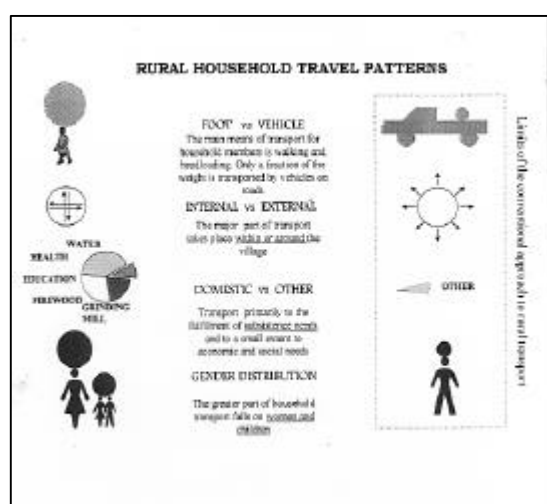 RURAL HOUSEHOLD TRAVEL PATTERNS
FOOT vs VEHICLE
The main means of transport for
household members is walking and
headloading. Only a fraction of the
weight is transported by vehicles on
roads.
INTERNAL vs EXTERNAL
The major part of transport
takes place within or around the
village
WATER
HEALTH
EDUCATION
FIREWOOD
GRINDING
MILL
DOMESTIC vs OTHER
Transport primarily to the
fulfilment of subsistence needs
and to a small extent to
economic and social needs
GENDER DISTRIBUTION
The greater part of household
transport falls on women and
children
OTHER
Limits of the conventional approach to rural transport